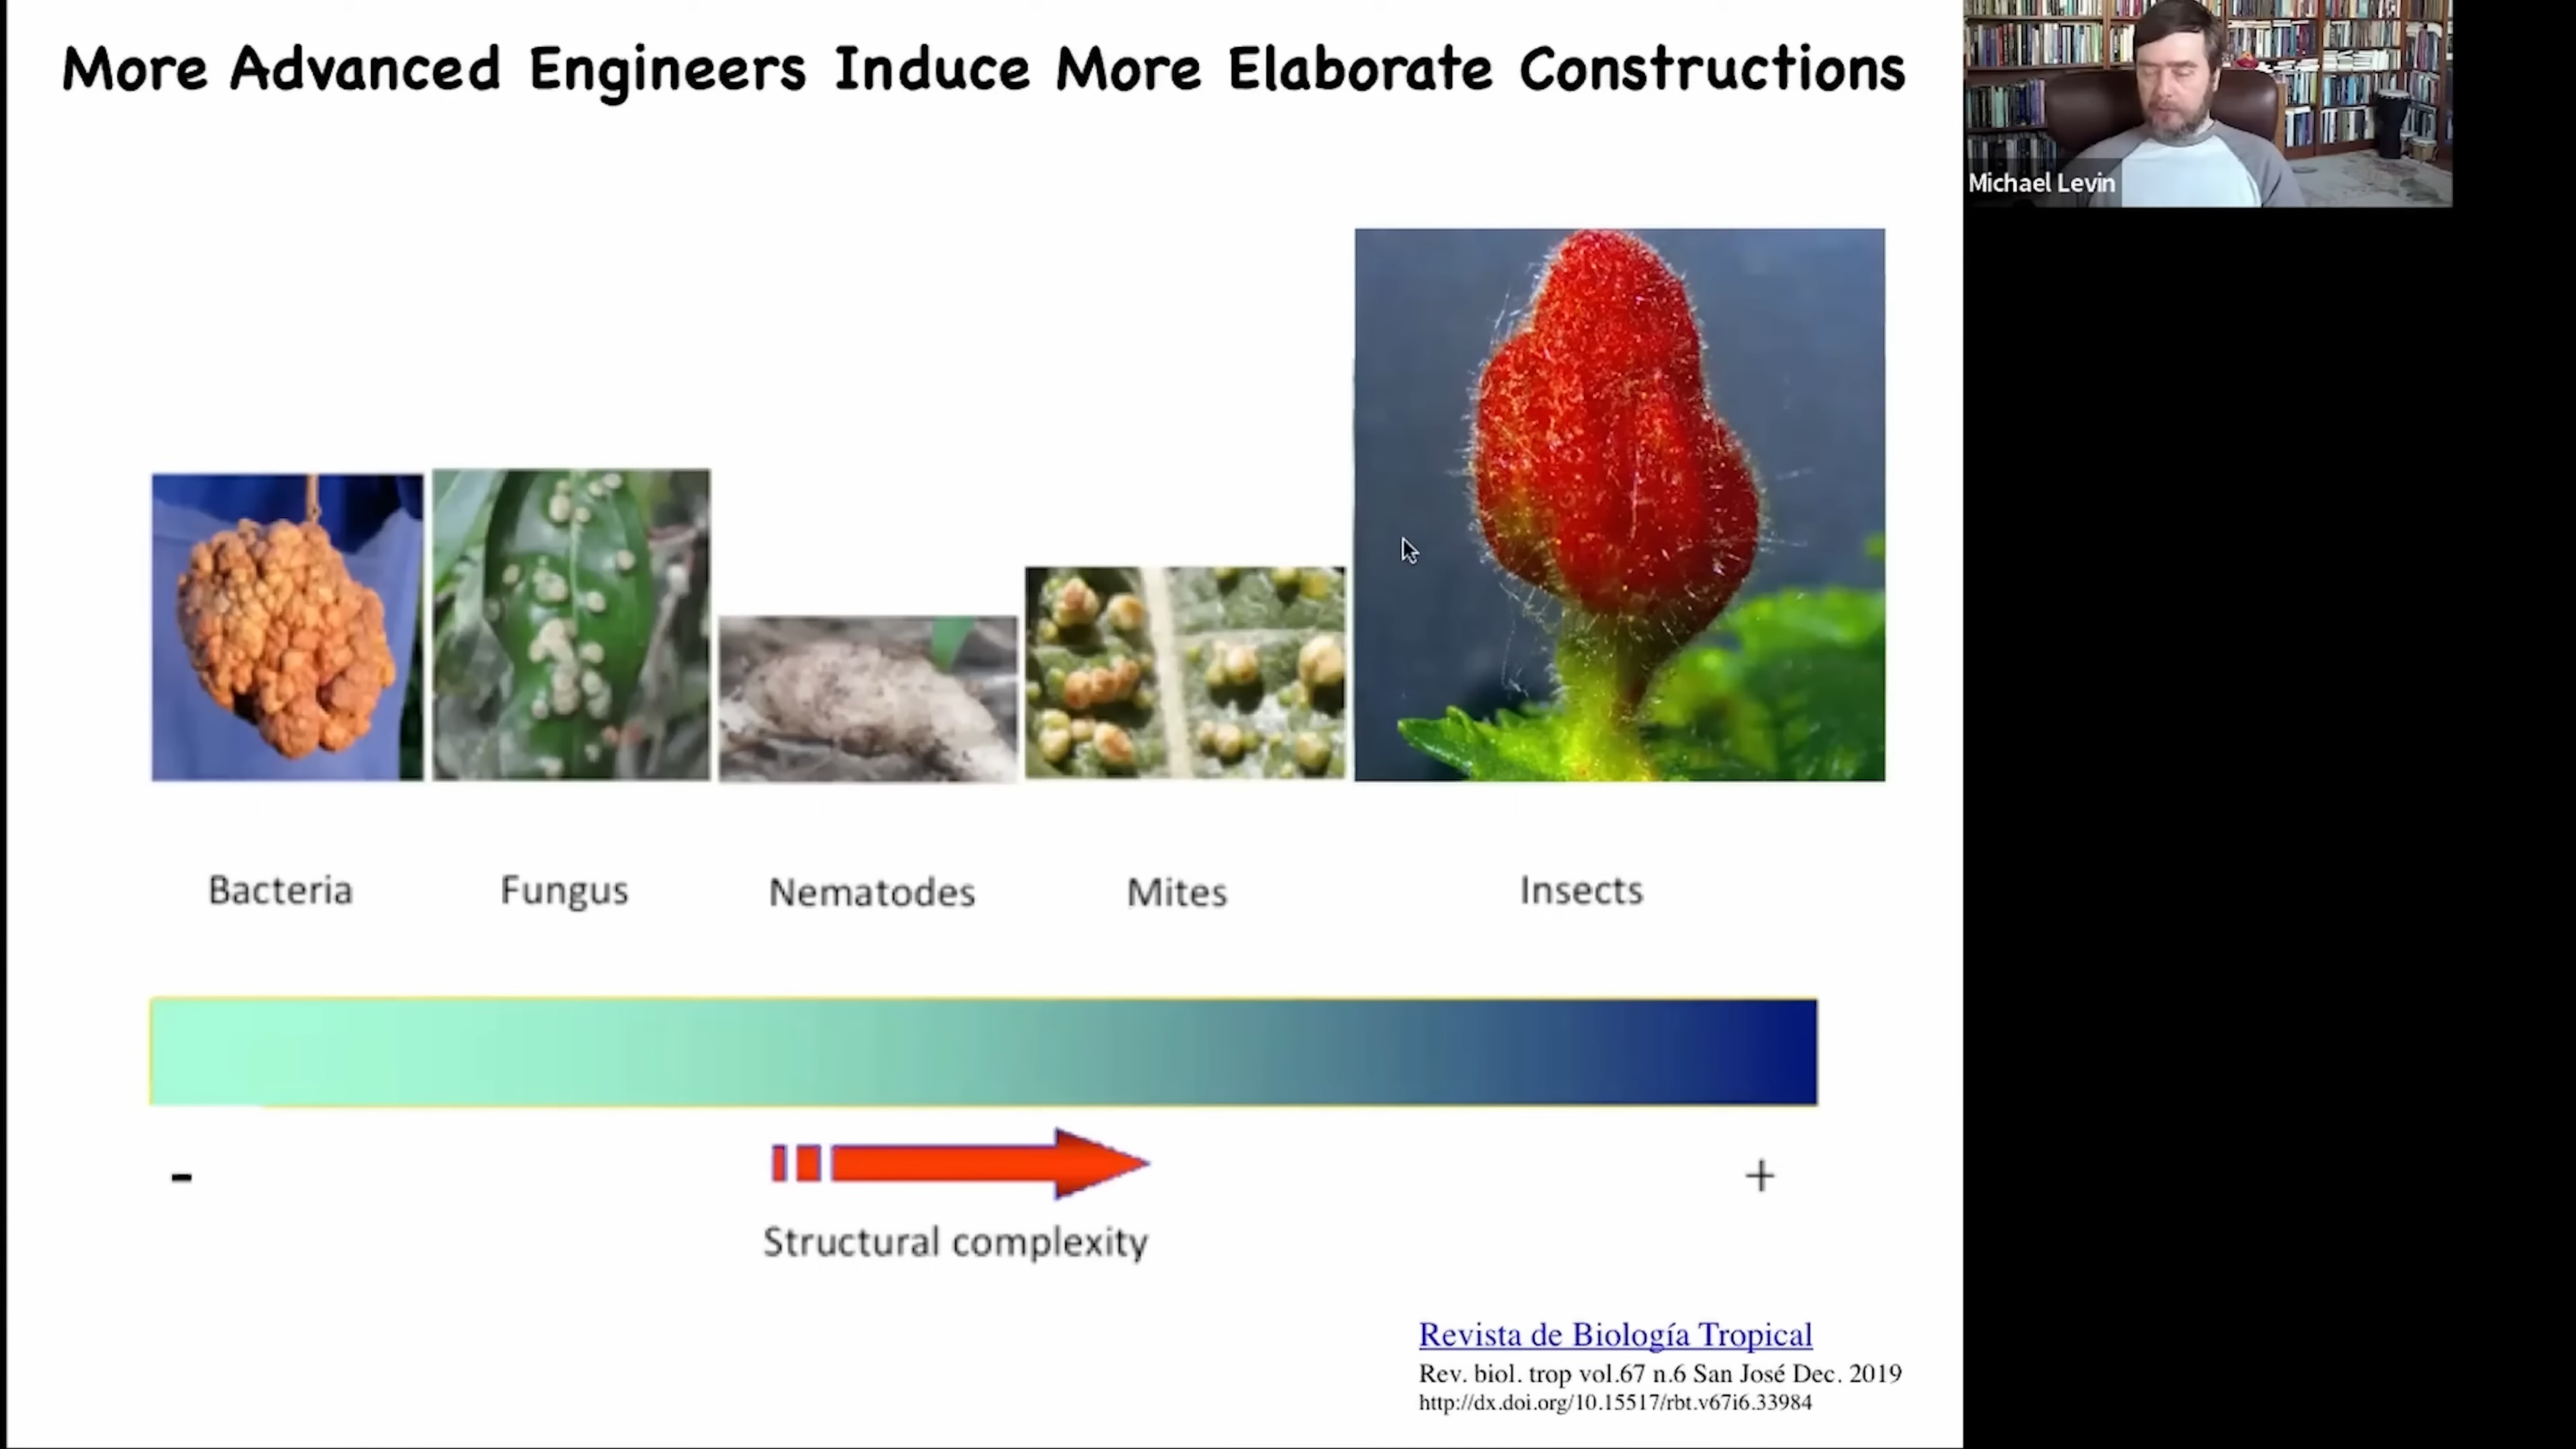 More Advanced Engineers Induce More Elaborate Constructions
Michael Levin
Bacteria
Fungus
Nematodes
Mites
Insects
-
+
Structural complexity
Revista de Biología Tropical
Rev. biol. trop vol.67 n.6 San José Dec. 2019
http://dx.doi.org/10.15517/rbt.v67i6.33984